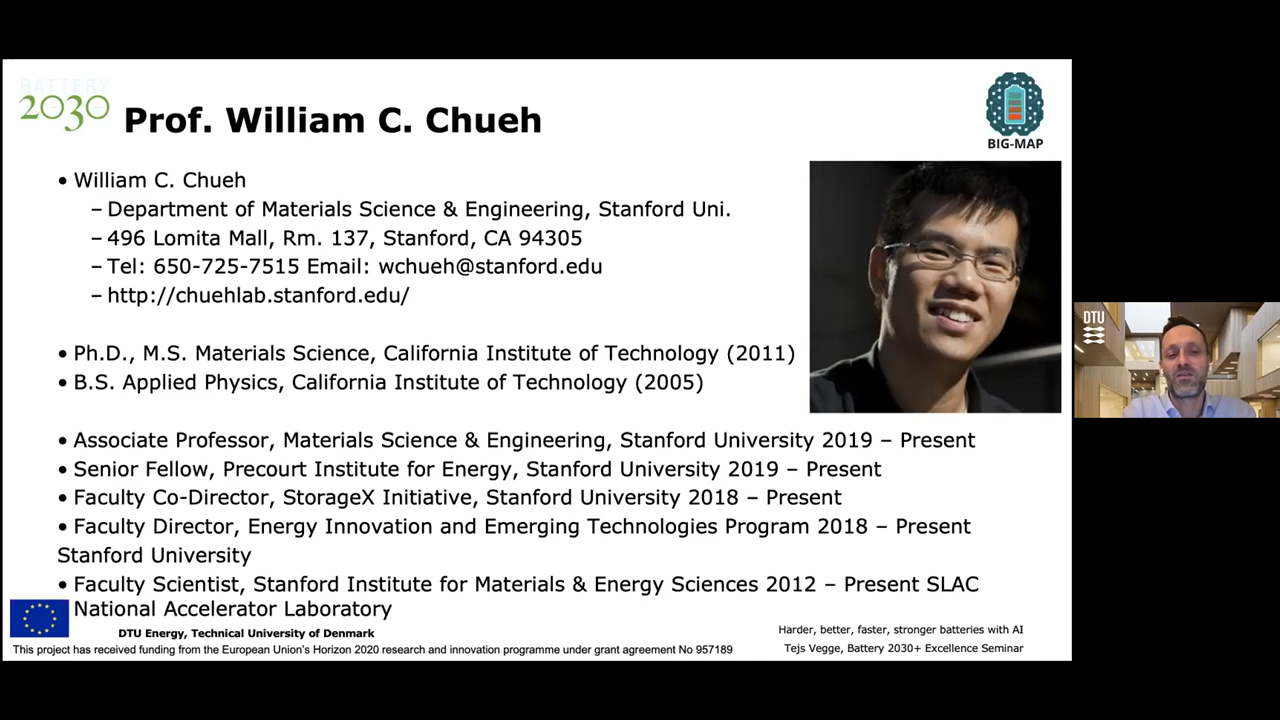 BATTERY
2030
Prof. William C. Chueh
BIG-MAP
• William C. Chueh
– Department of Materials Science & Engineering, Stanford Uni.
– 496 Lomita Mall, Rm. 137, Stanford, CA 94305
– Tel: 650-725-7515 Email: wchueh@stanford.edu
– http://chuehlab.stanford.edu/
• Ph.D., M.S. Materials Science, California Institute of Technology (2011)
• B.S. Applied Physics, California Institute of Technology (2005)
DTU
• Associate Professor, Materials Science & Engineering, Stanford University 2019 – Present
• Senior Fellow, Precourt Institute for Energy, Stanford University 2019 – Present
• Faculty Co-Director, StorageX Initiative, Stanford University 2018 – Present
• Faculty Director, Energy Innovation and Emerging Technologies Program 2018 – Present
Stanford University
• Faculty Scientist, Stanford Institute for Materials & Energy Sciences 2012 – Present SLAC
National Accelerator Laboratory
DTU Energy, Technical University of Denmark
This project has received funding from the European Union's Horizon 2020 research and innovation programme under grant agreement No 957189
Harder, better, faster, stronger batteries with AI
Tejs Vegge, Battery 2030+ Excellence Seminar